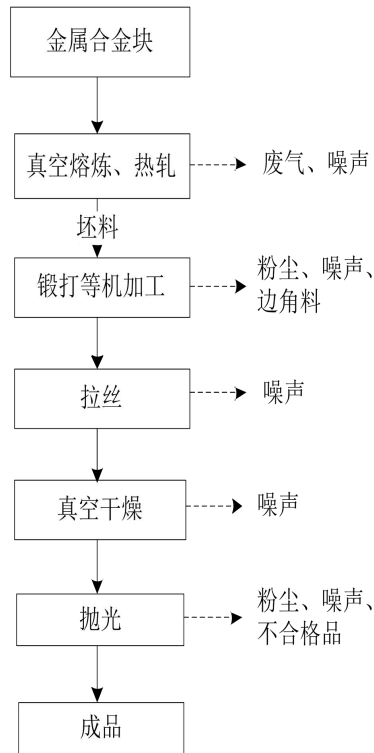 金属合金块
真空熔炼、热轧
废气、噪声
坯料
锻打等机加工
粉尘、噪声、
边角料
拉丝
噪声
真空干燥
噪声
抛光
粉尘、噪声、
不合格品
成品